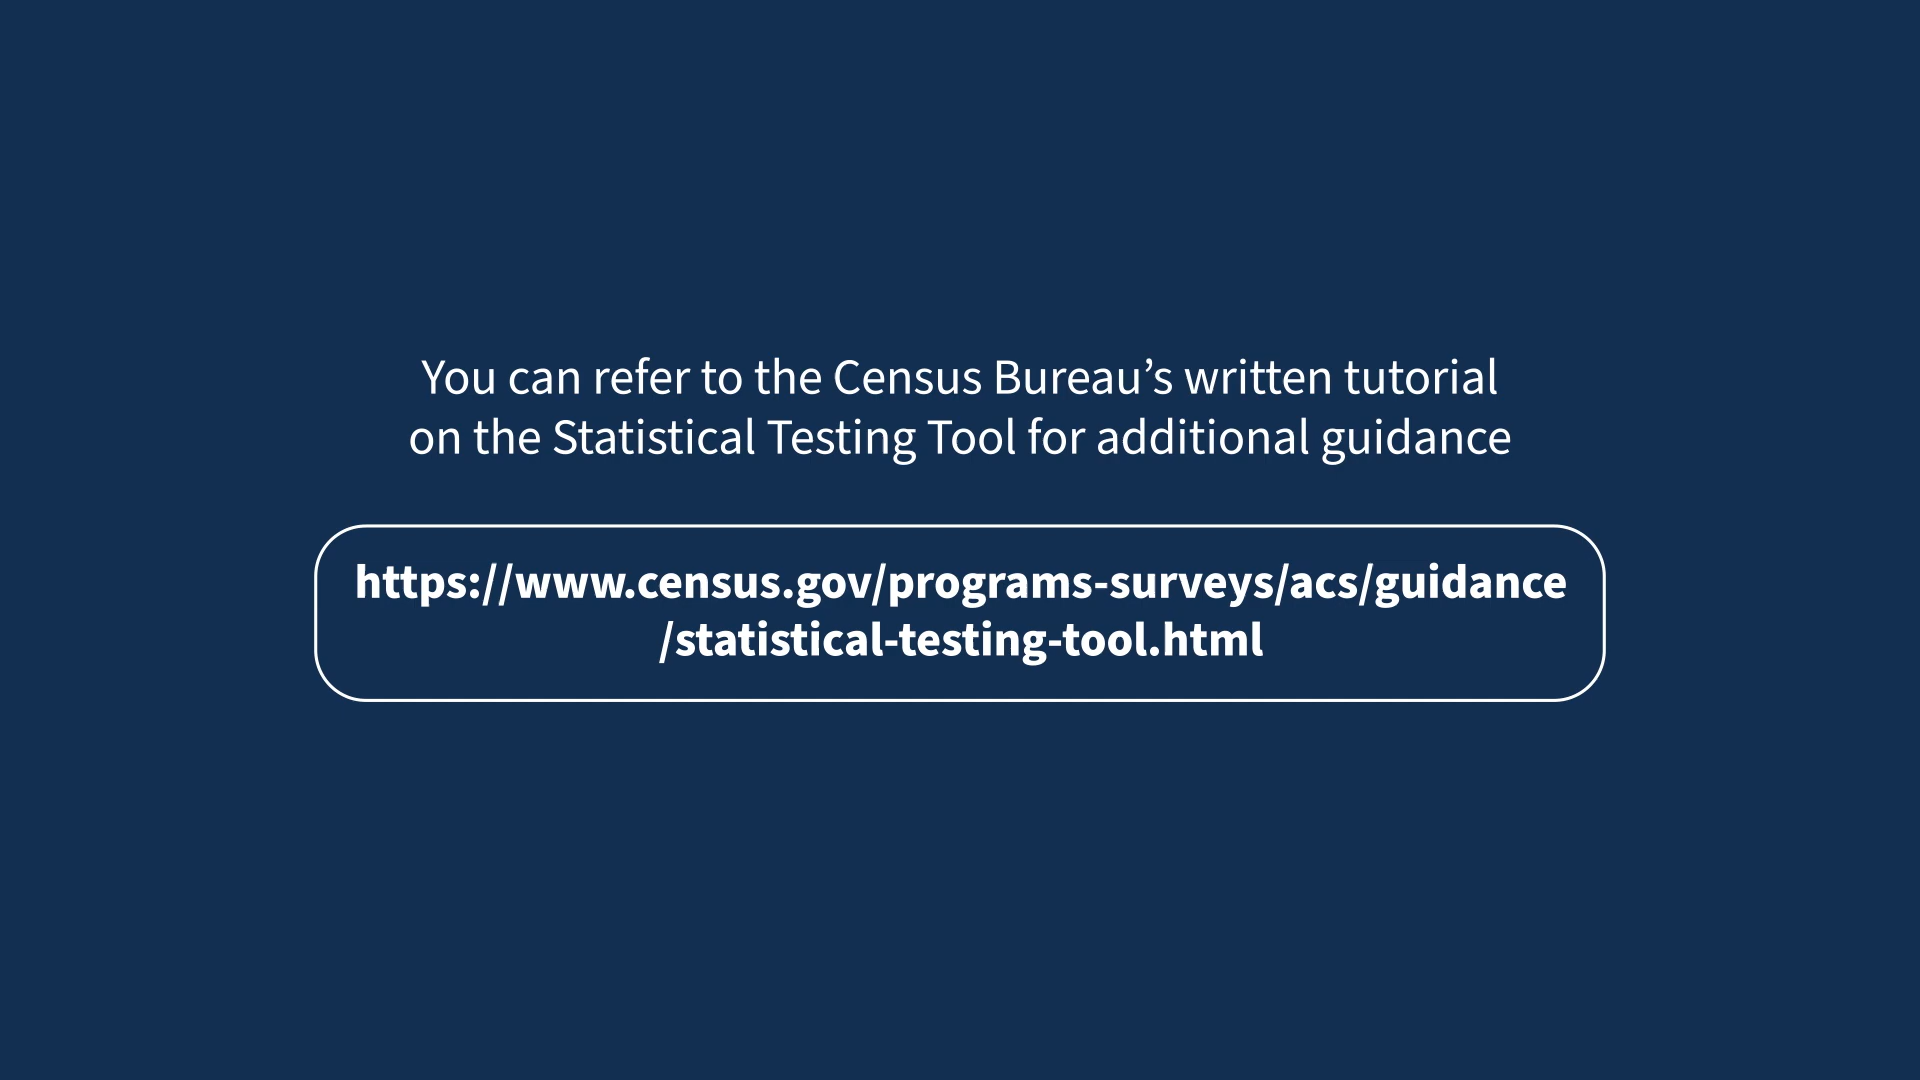 You can refer to the Census Bureau’s written tutorial
on the Statistical Testing Tool for additional guidance
https://www.census.gov/programs-surveys/acs/guidance
/statistical-testing-tool.html